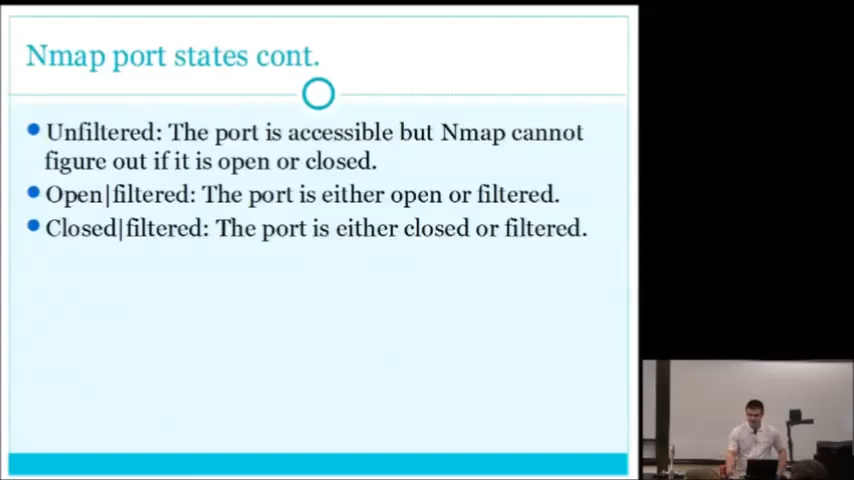 Nmap port states cont.
Unfiltered: The port is accessible but Nmap cannot
figure out if it is open or closed.
Open|filtered: The port is either open or filtered.
Closed|filtered: The port is either closed or filtered.